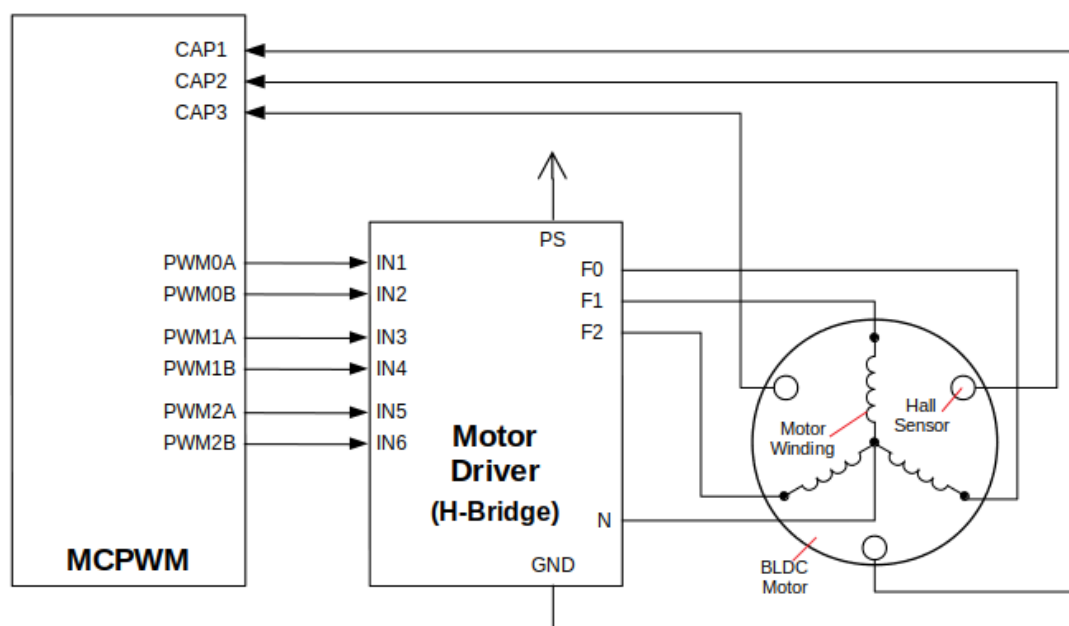 CAP1
CAP2
CAP3
PS
PWM0A
IN1
F0
PWM0B
IN2
F1
PWM1A
IN3
F2
PWM1B
IN4
PWM2A
IN5
PWM2B
IN6
Motor
Driver
(H-Bridge)
Motor
Winding
Hall
Sensor
N
MCPWM
GND
BLDC
Motor